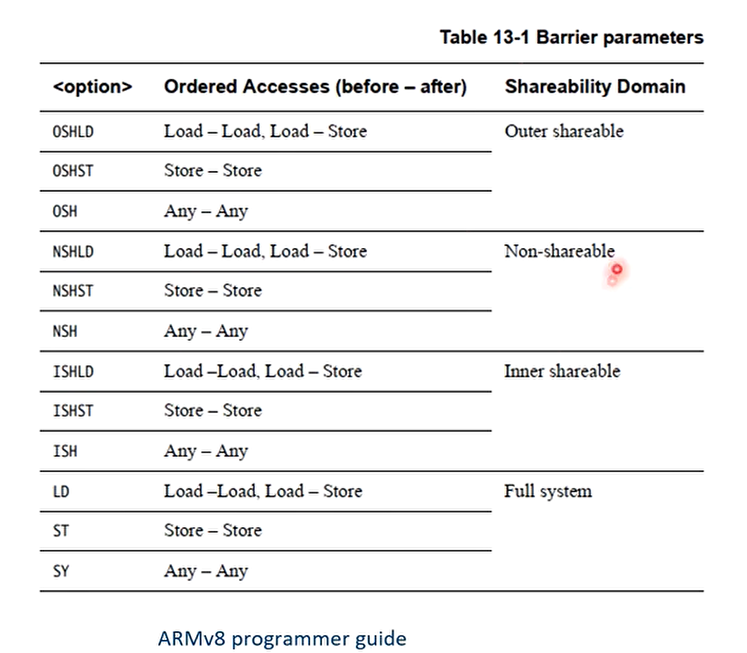 Table 13-1 Barrier parameters
<option> Ordered Accesses (before – after) Shareability Domain
OSHLD Load – Load, Load – Store Outer shareable
OSHST Store – Store
OSH Any – Any
NSHLD Load – Load, Load – Store Non-shareable
NSHST Store – Store
NSH Any – Any
ISHLD Load –Load, Load – Store Inner shareable
ISHST Store – Store
ISH Any – Any
LD Load –Load, Load – Store Full system
ST Store – Store
SY Any – Any
ARMv8 programmer guide